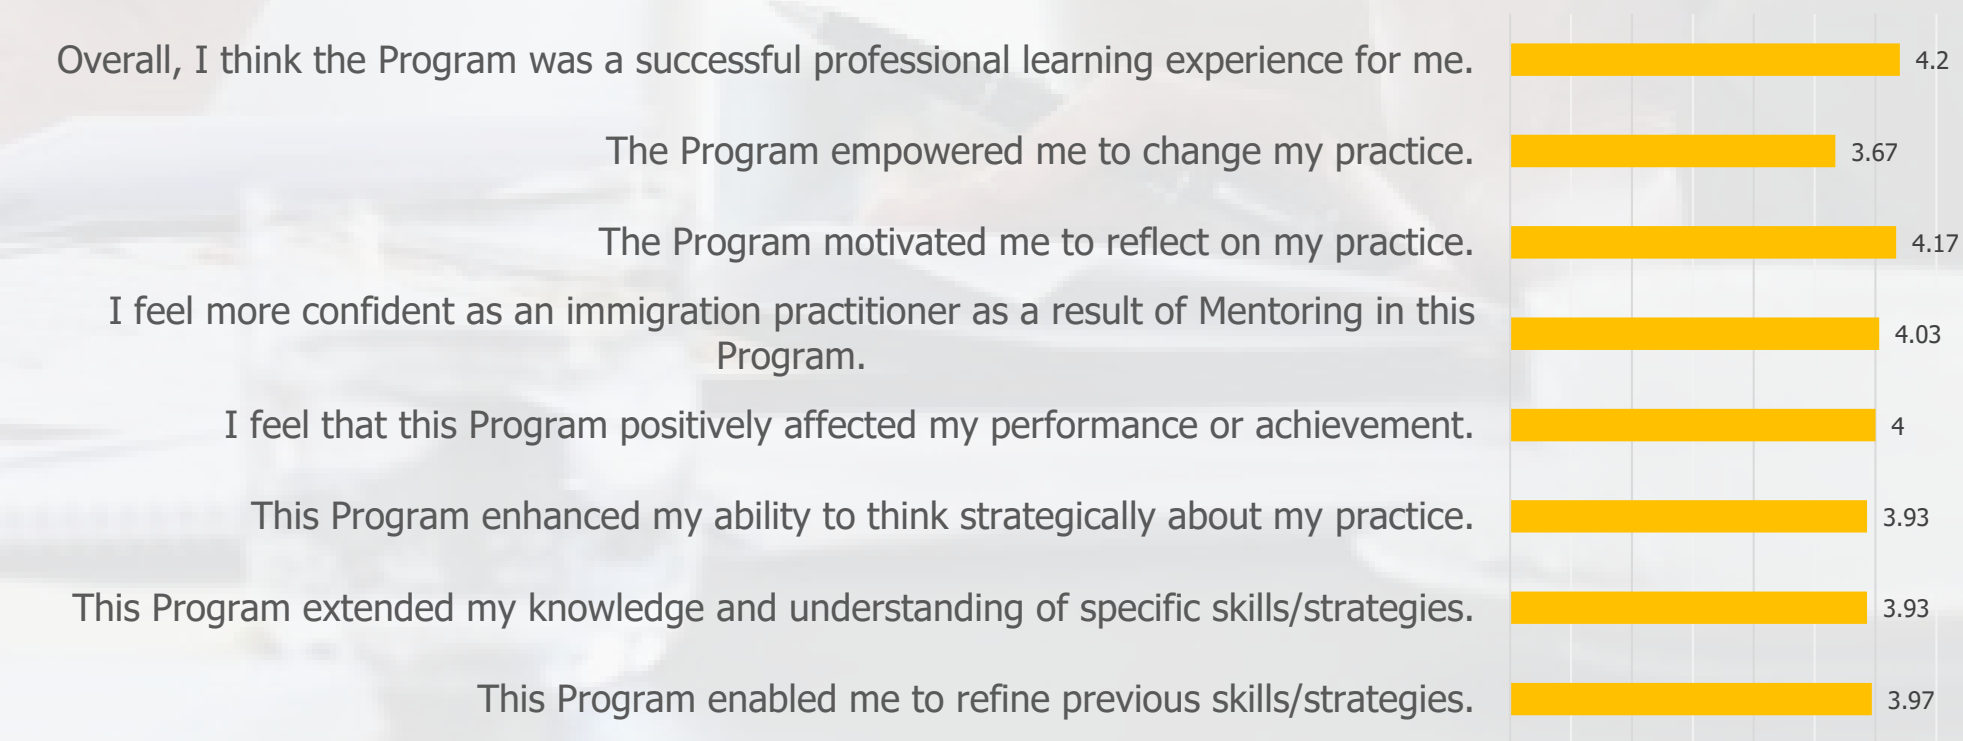 Overall, I think the Program was a successful professional learning experience for me. 4.2
The Program empowered me to change my practice. 3.67
The Program motivated me to reflect on my practice. 4.17
I feel more confident as an immigration practitioner as a result of Mentoring in this
Program. 4.03
I feel that this Program positively affected my performance or achievement. 4
This Program enhanced my ability to think strategically about my practice. 3.93
This Program extended my knowledge and understanding of specific skills/strategies. 3.93
This Program enabled me to refine previous skills/strategies. 3.97